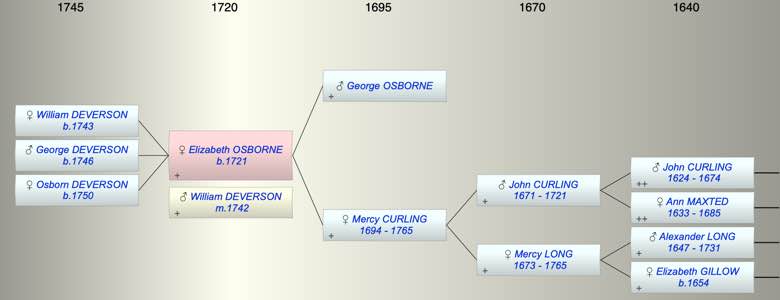 1745 1720 1695 1670 1640
♂ George OSBORNE
+
♀ William DEVERSON
b.1743
♂ George DEVERSON
b.1746
♀ Osborn DEVERSON
b.1750
♀ Elizabeth OSBORNE
b.1721
+
♂ William DEVERSON
m.1742
+
♀ Mercy CURLING
1694 - 1765
+
♂ John CURLING
1671 - 1721
+
♀ Mercy LONG
1673 - 1765
+
♂ John CURLING
1624 - 1674
++
♀ Ann MAXTED
1633 - 1685
++
♂ Alexander LONG
1647 - 1731
+
♀ Elizabeth GILLOW
b.1654
+